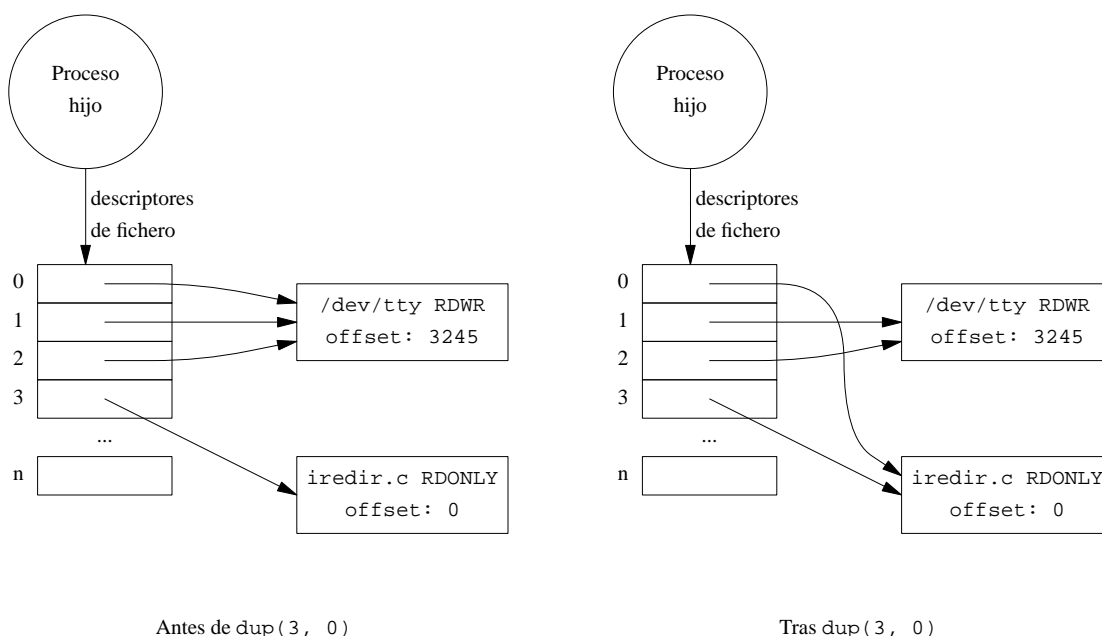 Proceso
hijo
descriptores
de fichero
0
1
2
3
...
n
/dev/tty RDWR
offset: 3245
iredir.c RDONLY
offset: 0
Antes de dup(3, 0)
Proceso
hijo
descriptores
de fichero
0
1
2
3
...
n
/dev/tty RDWR
offset: 3245
iredir.c RDONLY
offset: 0
Tras dup(3, 0)